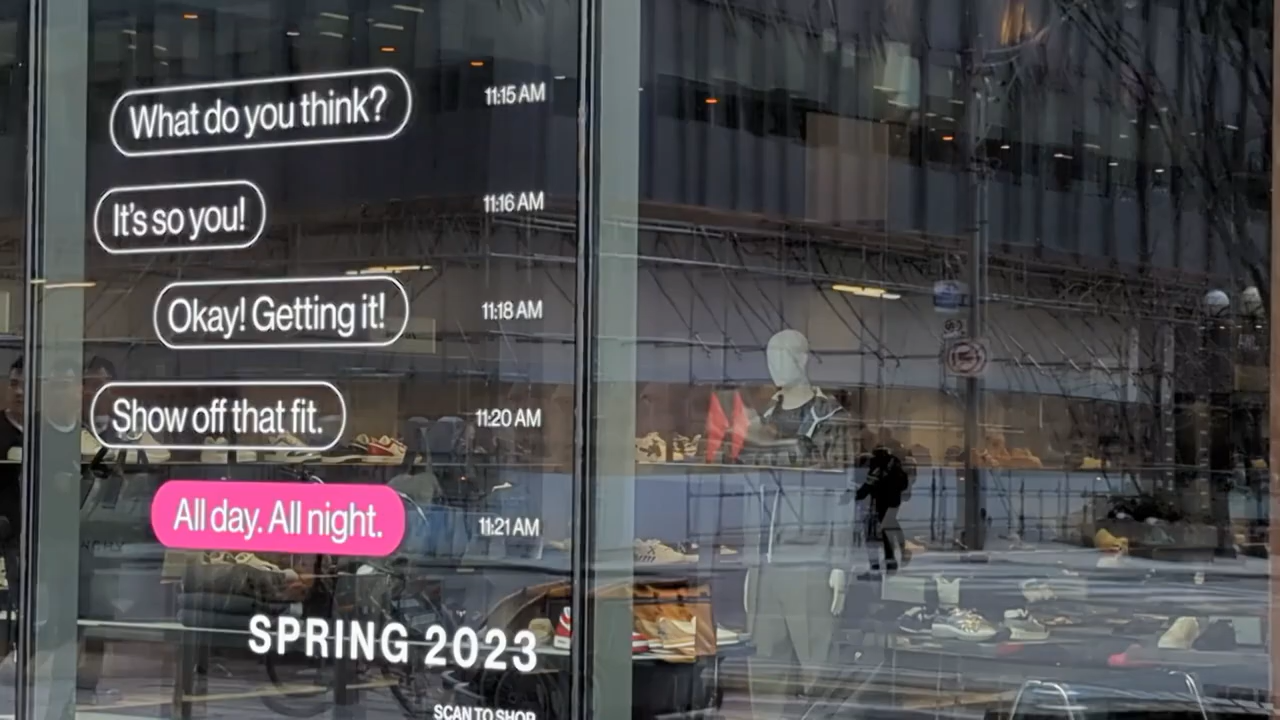 What do you think? 11:15 AM
It's so you! 11:16 AM
Okay! Getting it! 11:18 AM
Show off that fit. 11:20 AM
All day. All night. 11:21 AM
SPRING 2023
SCAN TO SHOP